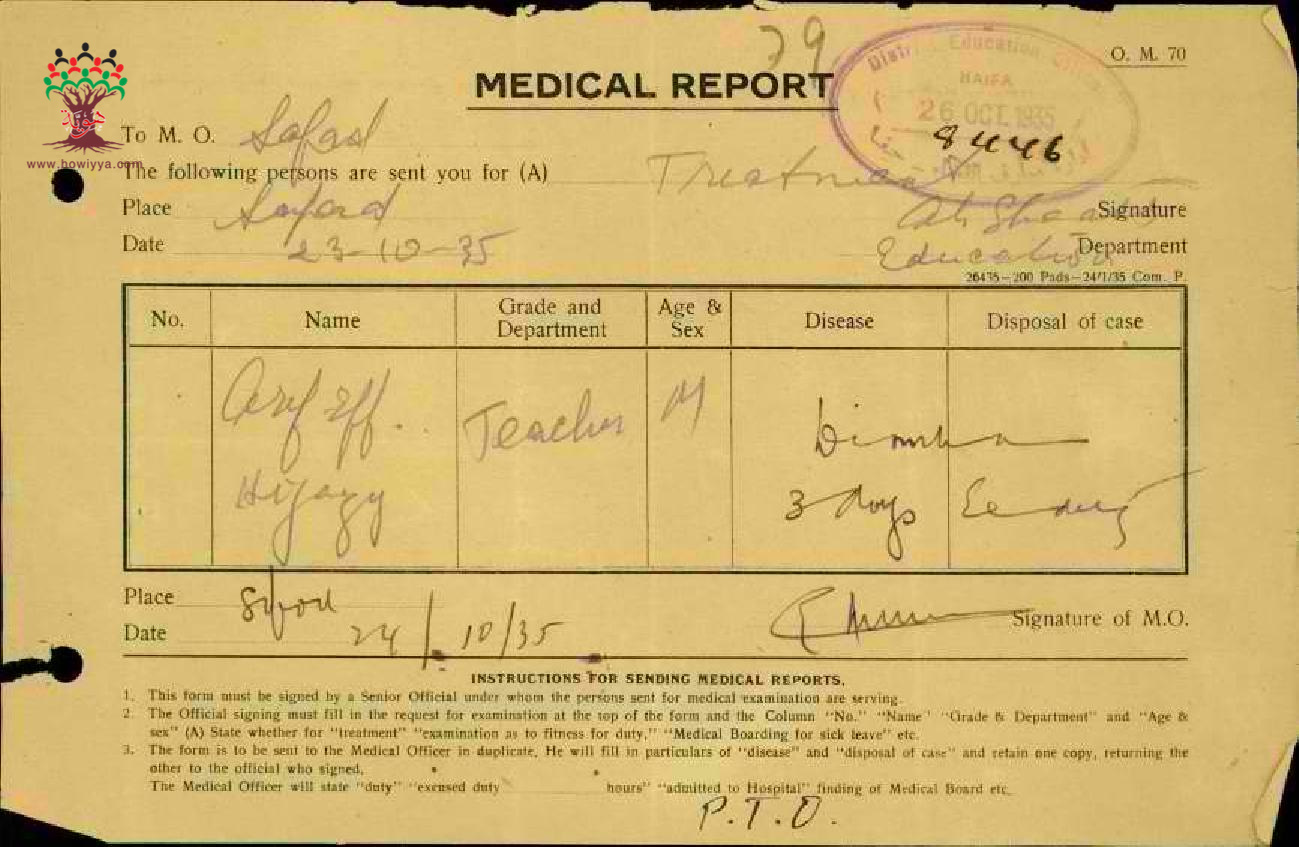 79
O. M. 70
District Education Office
HAIFA
26 OCT. 1935
8446
MEDICAL REPORT
www.howiyya.com
To M. O. Safad
The following persons are sent you for (A) Treatment
Place Safad
Signature
Date 23-10-35
Education Department
26435—200 Pads—24/1/35 Com. P.
No. Name Grade and Department Age & Sex Disease Disposal of case
Arif Eff. Teacher M
Hijazy 3 days Ex duty
Place Safad
Signature of M.O.
Date 24/10/35
INSTRUCTIONS FOR SENDING MEDICAL REPORTS.
1. This form must be signed by a Senior Official under whom the persons sent for medical examination are serving.
2. The Official signing must fill in the request for examination at the top of the form and the Column "No." "Name" "Grade & Department" and "Age &
sex" (A) State whether for "treatment" "examination as to fitness for duty," "Medical Boarding for sick leave" etc.
3. The form is to be sent to the Medical Officer in duplicate. He will fill in particulars of "disease" and "disposal of case" and retain one copy, returning the
other to the official who signed.
The Medical Officer will state "duty" "excused duty hours" "admitted to Hospital" finding of Medical Board etc.
P.T.O.